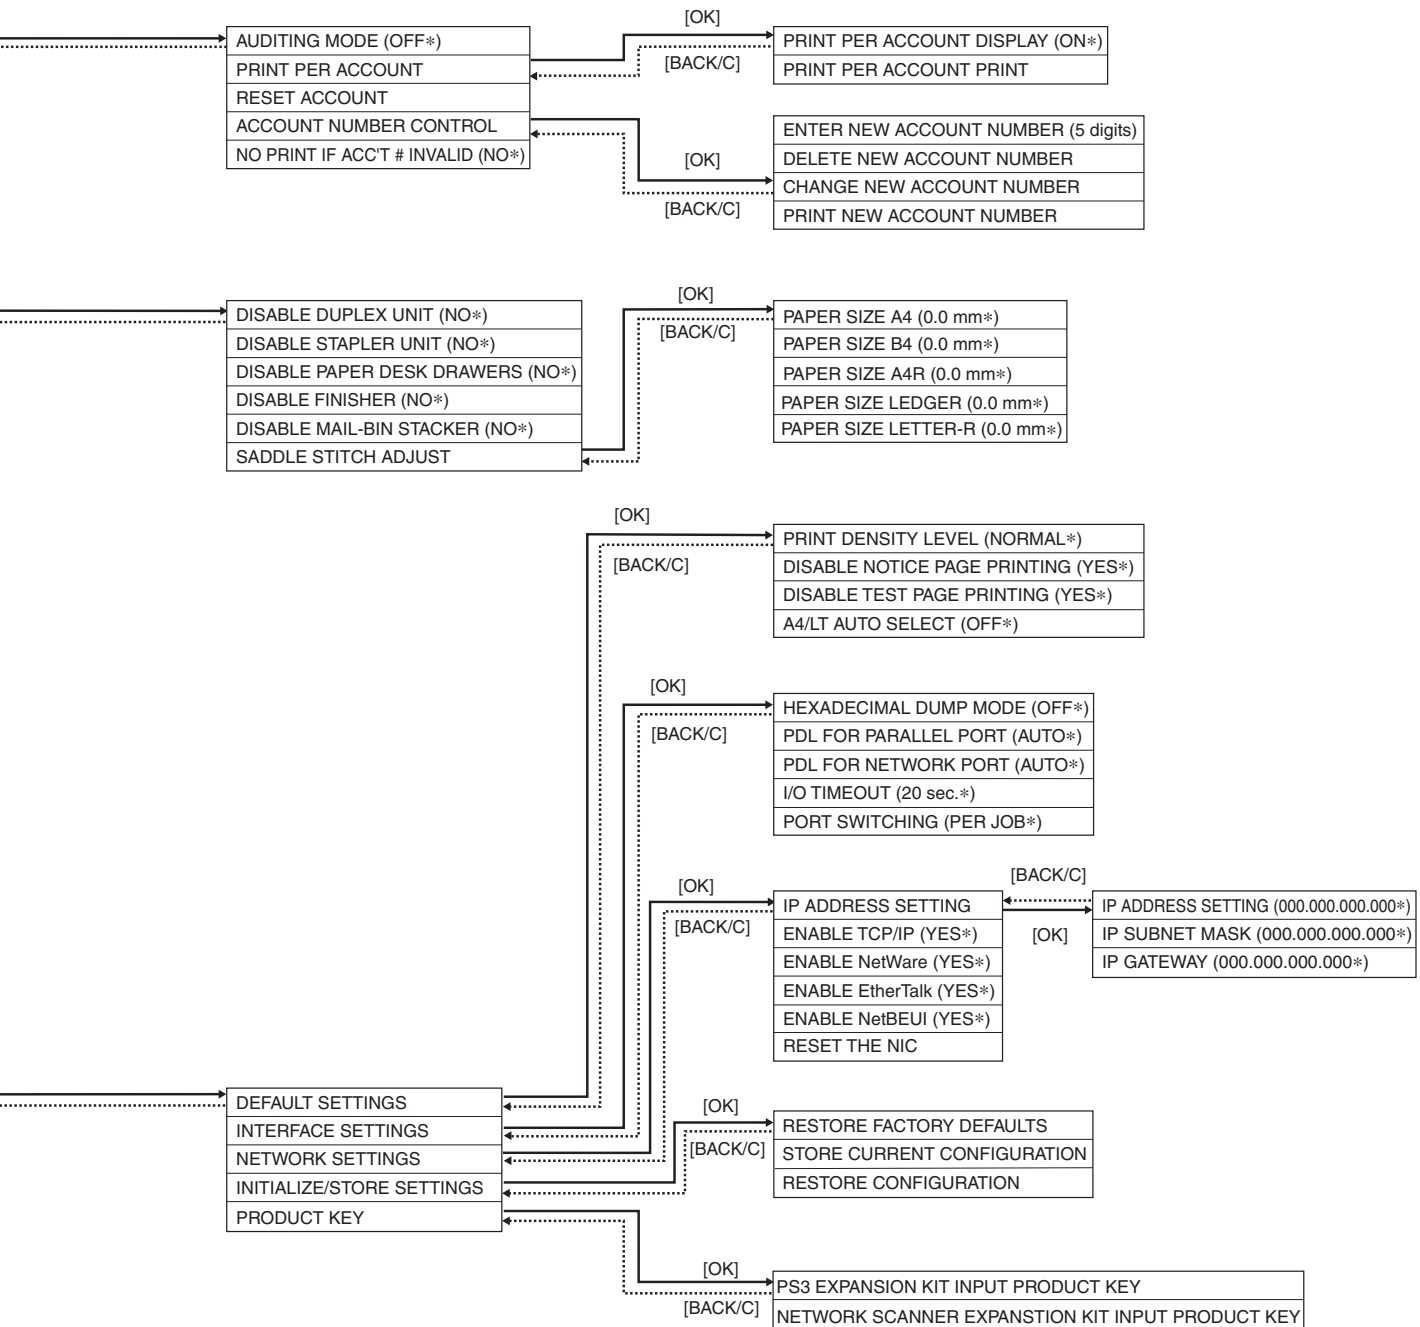 [OK]
AUDITING MODE (OFF*)
PRINT PER ACCOUNT
RESET ACCOUNT
ACCOUNT NUMBER CONTROL
NO PRINT IF ACC'T # INVALID (NO*)
PRINT PER ACCOUNT DISPLAY (ON*)
PRINT PER ACCOUNT PRINT
[BACK/C]
ENTER NEW ACCOUNT NUMBER (5 digits)
DELETE NEW ACCOUNT NUMBER
CHANGE NEW ACCOUNT NUMBER
PRINT NEW ACCOUNT NUMBER
[OK]
[BACK/C]
DISABLE DUPLEX UNIT (NO*)
DISABLE STAPLER UNIT (NO*)
DISABLE PAPER DESK DRAWERS (NO*)
DISABLE FINISHER (NO*)
DISABLE MAIL-BIN STACKER (NO*)
SADDLE STITCH ADJUST
[OK]
[BACK/C]
PAPER SIZE A4 (0.0 mm*)
PAPER SIZE B4 (0.0 mm*)
PAPER SIZE A4R (0.0 mm*)
PAPER SIZE LEDGER (0.0 mm*)
PAPER SIZE LETTER-R (0.0 mm*)
[OK]
[BACK/C]
PRINT DENSITY LEVEL (NORMAL*)
DISABLE NOTICE PAGE PRINTING (YES*)
DISABLE TEST PAGE PRINTING (YES*)
A4/LT AUTO SELECT (OFF*)
[OK]
[BACK/C]
HEXADECIMAL DUMP MODE (OFF*)
PDL FOR PARALLEL PORT (AUTO*)
PDL FOR NETWORK PORT (AUTO*)
I/O TIMEOUT (20 sec.*)
PORT SWITCHING (PER JOB*)
[OK]
[BACK/C]
IP ADDRESS SETTING
ENABLE TCP/IP (YES*)
ENABLE NetWare (YES*)
ENABLE EtherTalk (YES*)
ENABLE NetBEUI (YES*)
RESET THE NIC
[BACK/C]
[OK]
IP ADDRESS SETTING (000.000.000.000*)
IP SUBNET MASK (000.000.000.000*)
IP GATEWAY (000.000.000.000*)
DEFAULT SETTINGS
INTERFACE SETTINGS
NETWORK SETTINGS
INITIALIZE/STORE SETTINGS
PRODUCT KEY
[OK]
[BACK/C]
RESTORE FACTORY DEFAULTS
STORE CURRENT CONFIGURATION
RESTORE CONFIGURATION
[OK]
[BACK/C]
PS3 EXPANSION KIT INPUT PRODUCT KEY
NETWORK SCANNER EXPANSTION KIT INPUT PRODUCT KEY